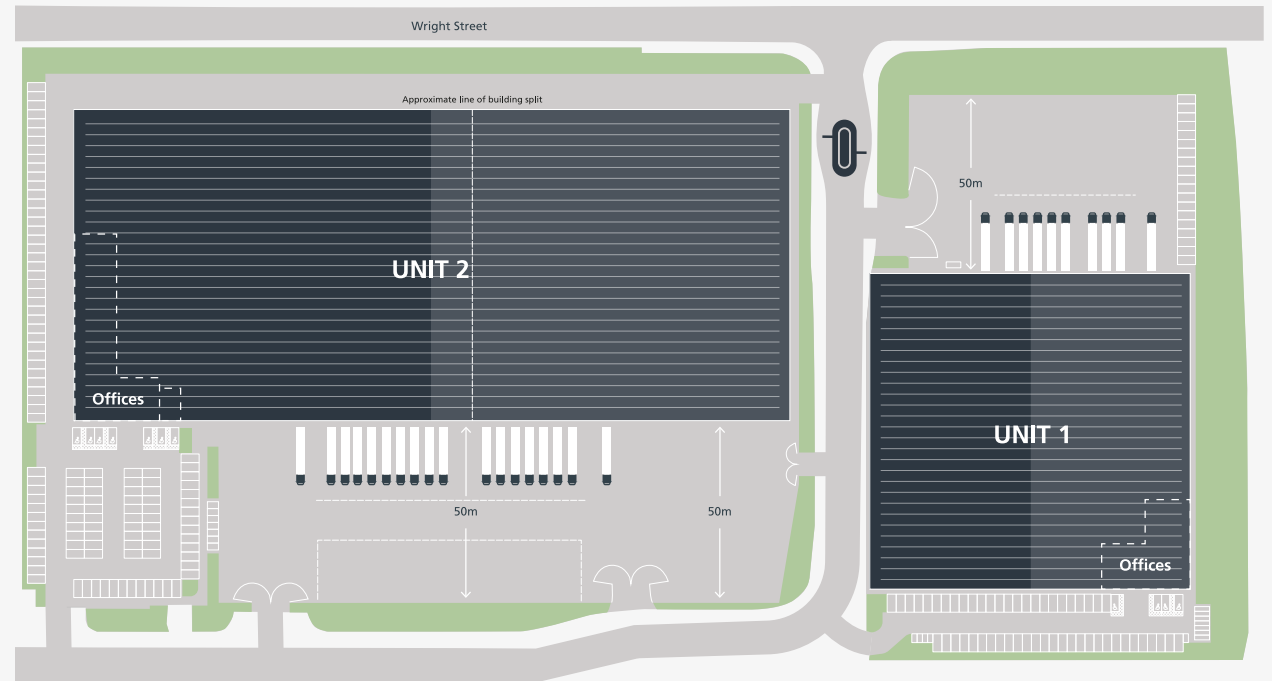 Wright Street
Approximate line of building split
50m
UNIT 2
Offices
UNIT 1
50m
50m
Offices